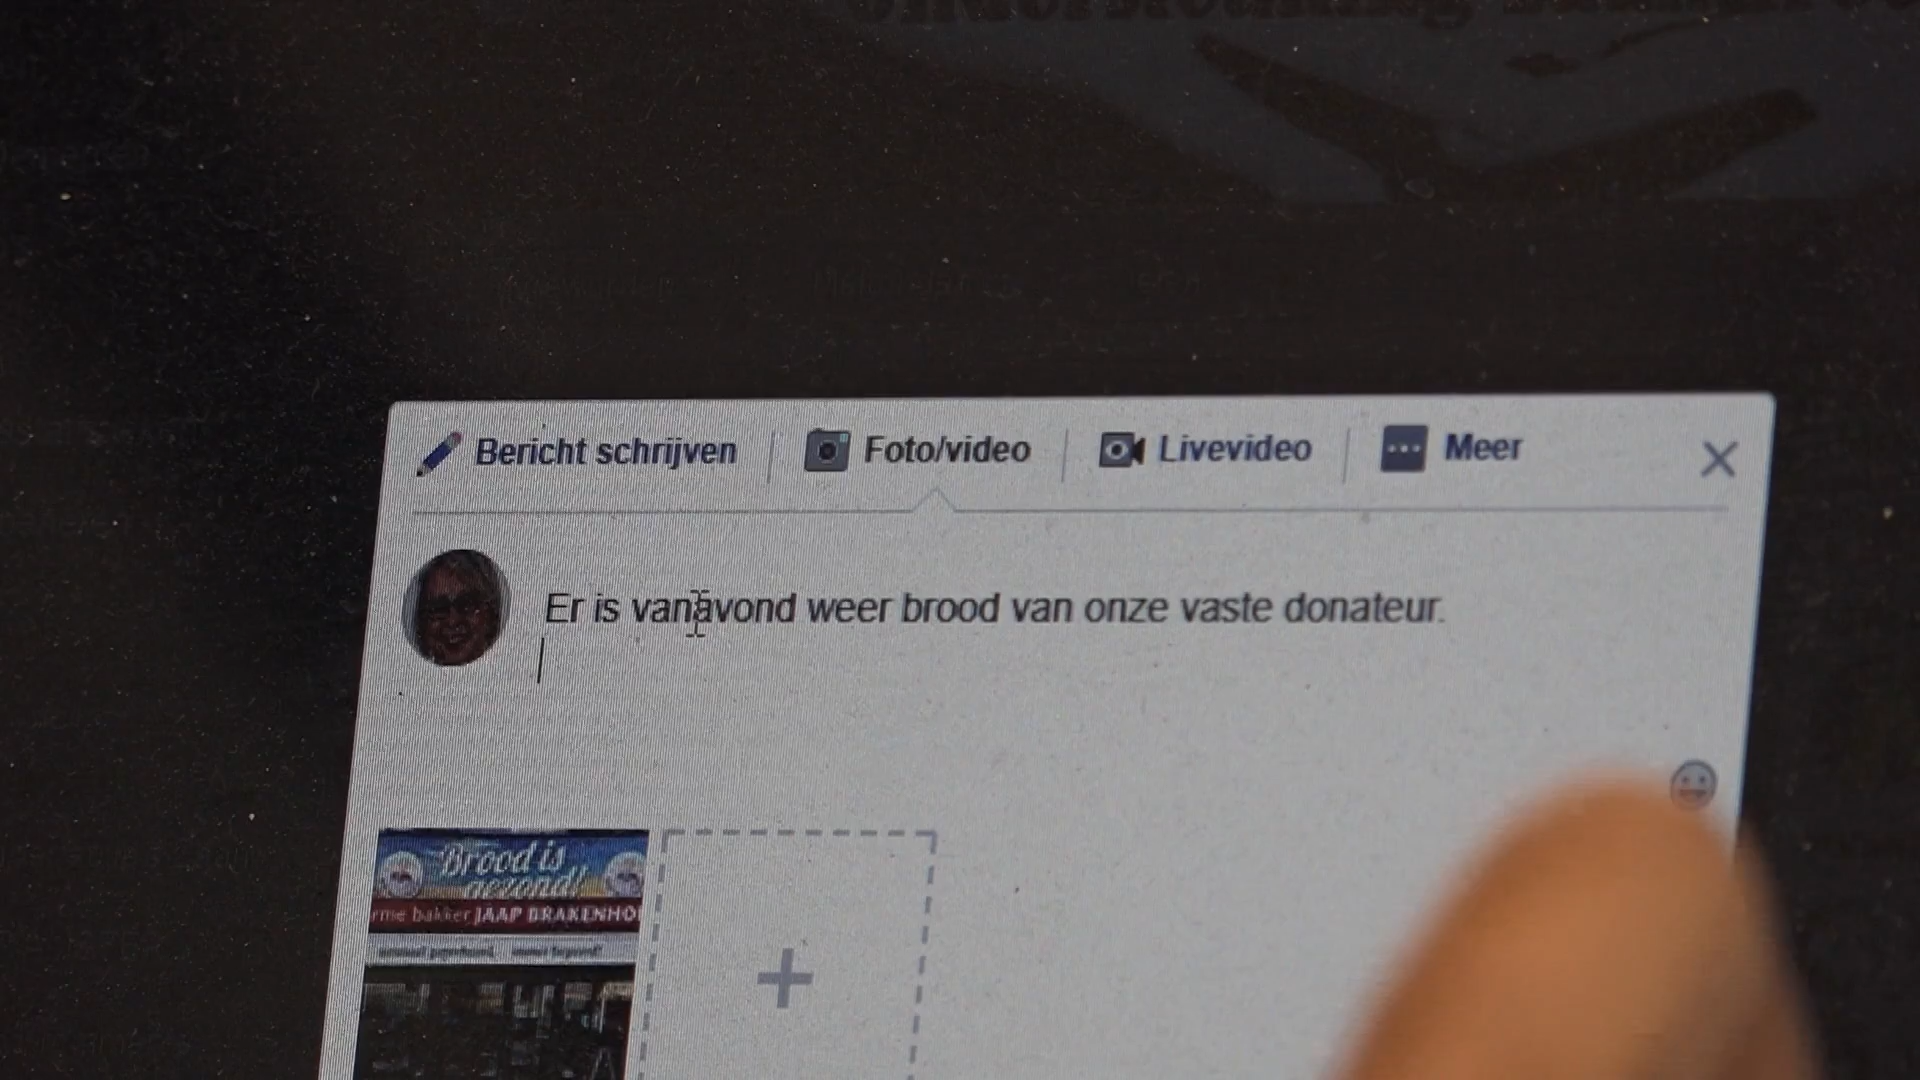 Bericht schrijven
Foto/video
Livevideo
Meer
Er is vanavond weer brood van onze vaste donateur.
Brood is
gezond!
rme bakker JAAP BRAKENHO